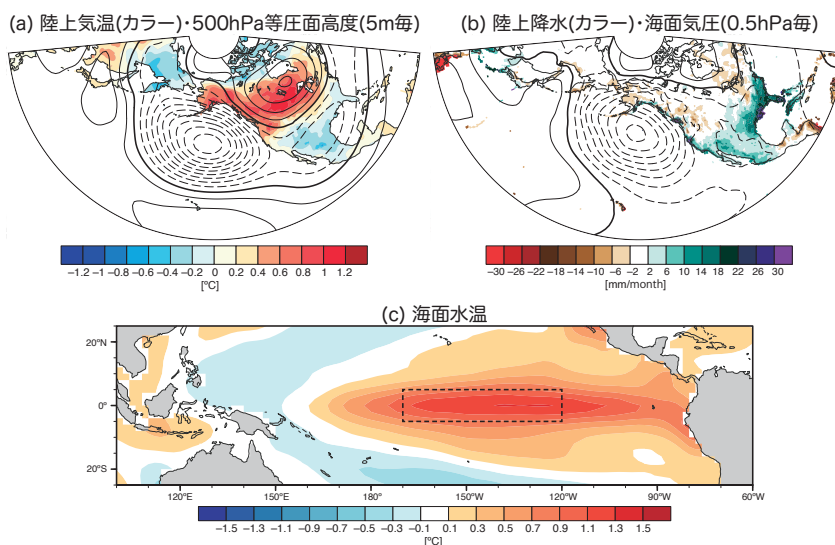 (a) 陸上気温(カラー)・500hPa等圧面高度(5m毎)
(b) 陸上降水(カラー)・海面気圧(0.5hPa毎)
−1.2 −1 −0.8 −0.6 −0.4 −0.2 0 0.2 0.4 0.6 0.8 1 1.2
[℃]
−30 −26 −22 −18 −14 −10 −6 −2 2 6 10 14 18 22 26 30
[mm/month]
(c) 海面水温
20°N
0°
20°S
120°E 150°E 180° 150°W 120°W 90°W 60°W
−1.5 −1.3 −1.1 −0.9 −0.7 −0.5 −0.3 −0.1 0.1 0.3 0.5 0.7 0.9 1.1 1.3 1.5
[℃]